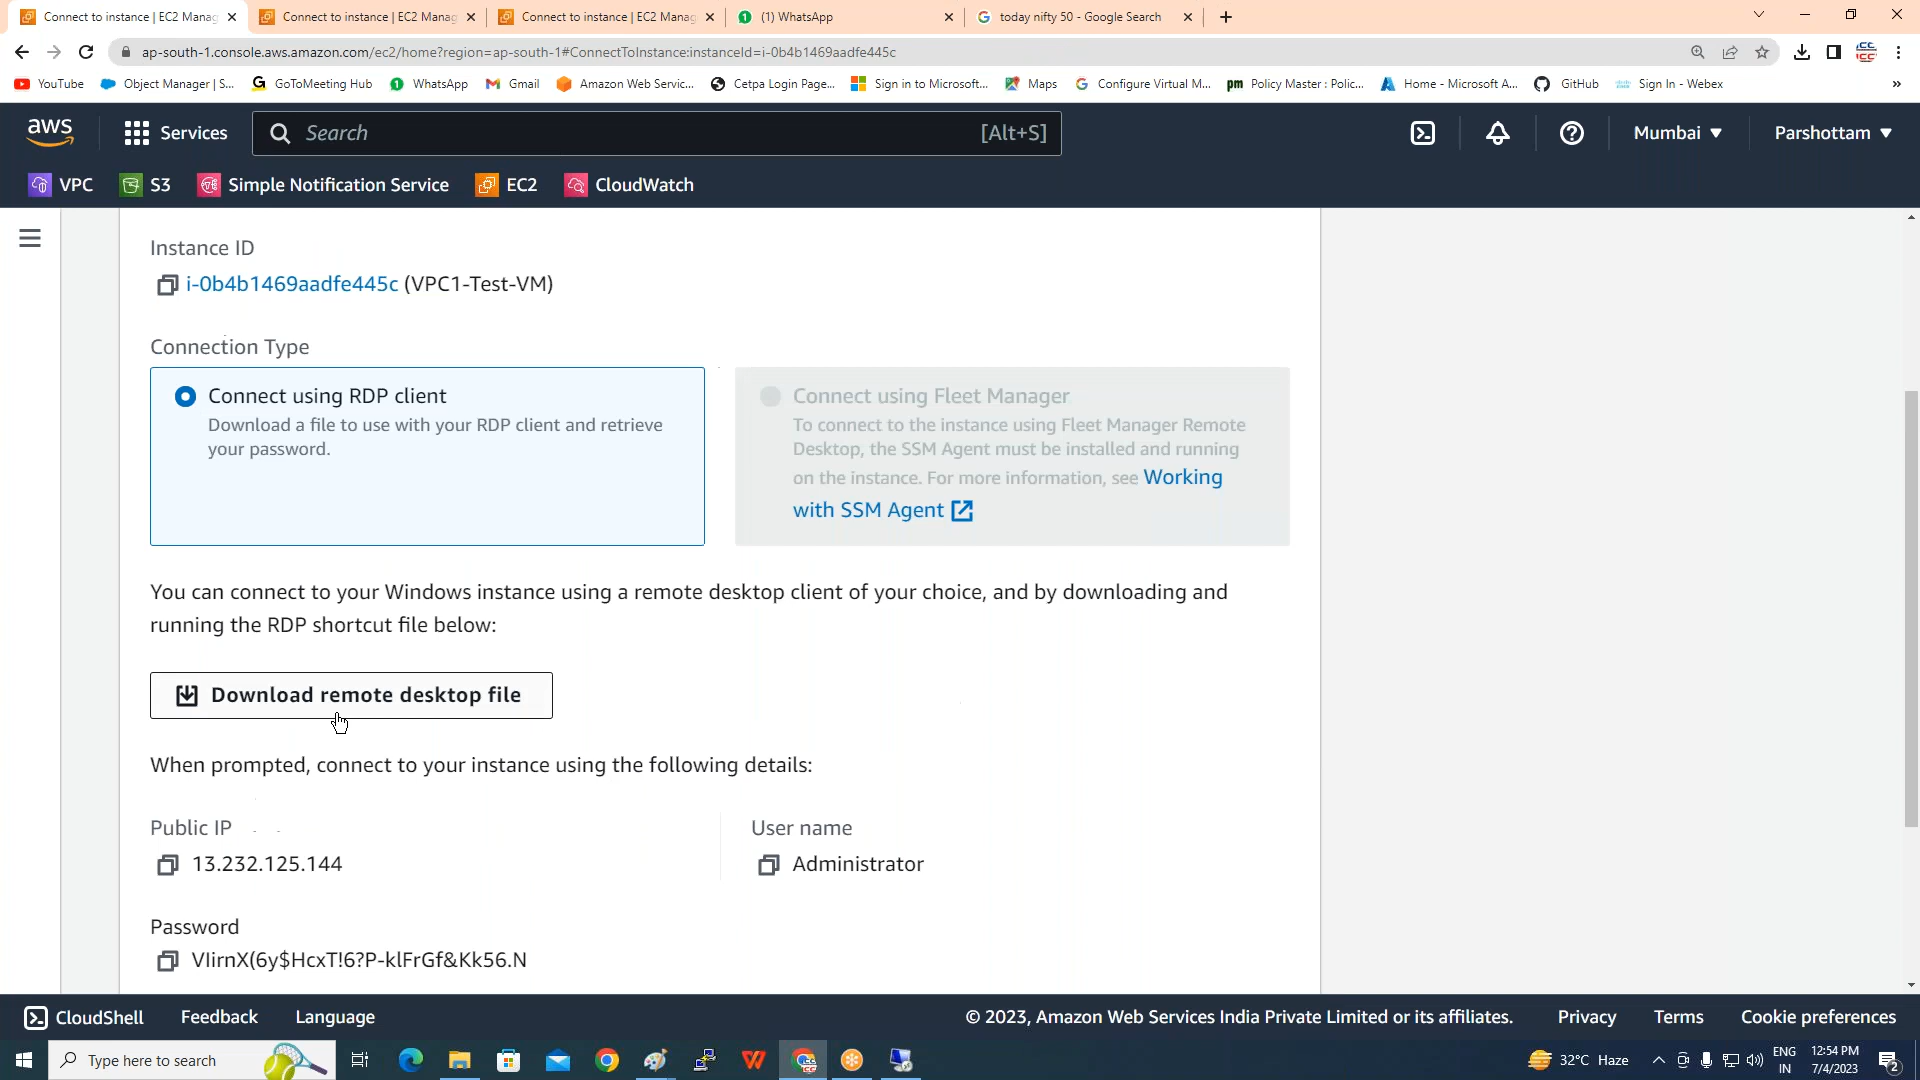 Connect to instance | EC2 Manag
Connect to instance | EC2 Manag
Connect to instance | EC2 Manag
(1) WhatsApp
today nifty 50 - Google Search
ap-south-1.console.aws.amazon.com/ec2/home?region=ap-south-1#ConnectToInstance:instanceId=i-0b4b1469aadfe445c
YouTube
Object Manager | S...
GoToMeeting Hub
WhatsApp
Gmail
Amazon Web Servic...
Cetpa Login Page...
Sign in to Microsoft...
Maps
Configure Virtual M...
pm Policy Master : Polic...
Home - Microsoft A...
GitHub
Sign In - Webex
aws
Services
Search
[Alt+S]
Mumbai
Parshottam
VPC
S3
Simple Notification Service
EC2
CloudWatch
Instance ID
i-0b4b1469aadfe445c (VPC1-Test-VM)
Connection Type
Connect using RDP client
Download a file to use with your RDP client and retrieve
your password.
Connect using Fleet Manager
To connect to the instance using Fleet Manager Remote
Desktop, the SSM Agent must be installed and running
on the instance. For more information, see Working
with SSM Agent
You can connect to your Windows instance using a remote desktop client of your choice, and by downloading and
running the RDP shortcut file below:
Download remote desktop file
When prompted, connect to your instance using the following details:
Public IP
13.232.125.144
User name
Administrator
Password
VIirnX(6y$HcxT!6?P-klFrGf&Kk56.N
CloudShell
Feedback
Language
© 2023, Amazon Web Services India Private Limited or its affiliates.
Privacy
Terms
Cookie preferences
Type here to search
32°C Haze
ENG
IN
12:54 PM
7/4/2023
2